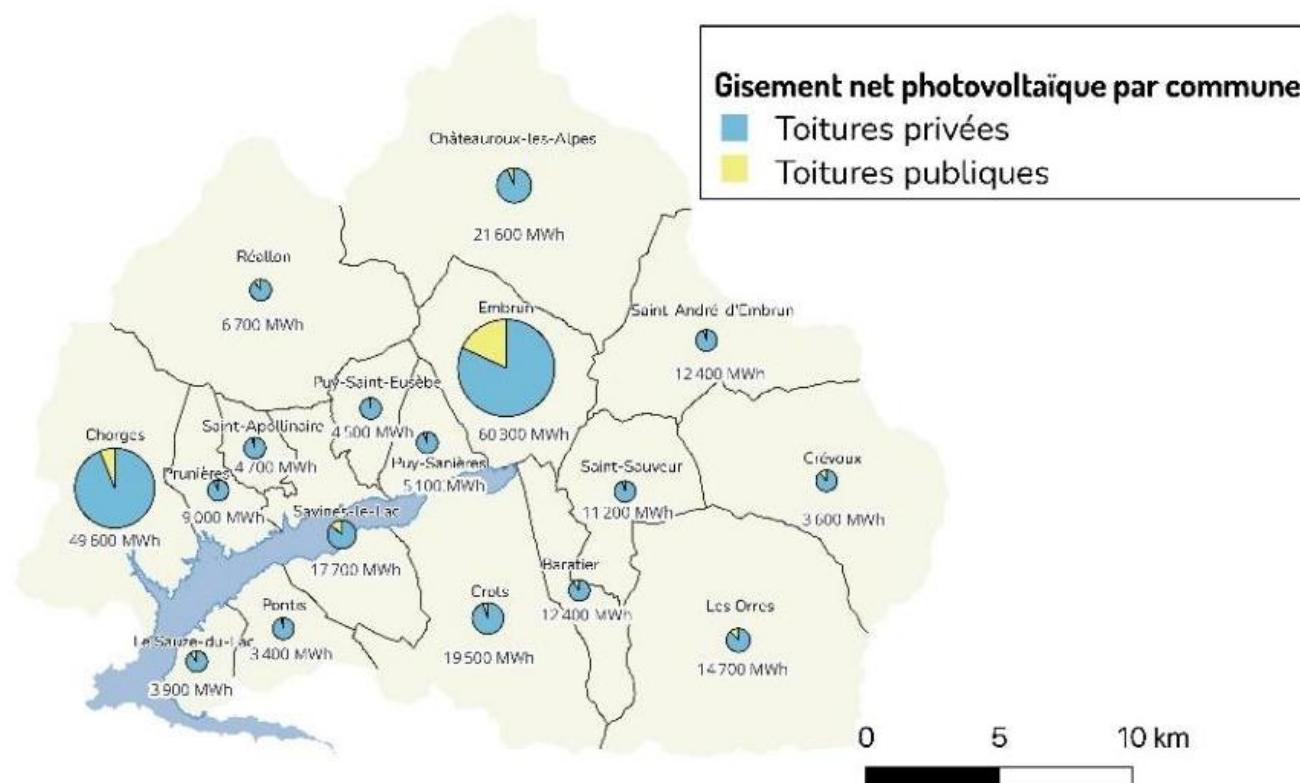 Gisement net photovoltaïque par commune
Toitures privées
Toitures publiques
Châteauroux-les-Alpes
21 600 MWh
Réallon
6 700 MWh
Embrun
60 300 MWh
Saint André d'Embrun
12 400 MWh
Puy-Saint-Eusèbe
4 500 MWh
Chorges
49 600 MWh
Saint-Apollinaire
4 700 MWh
Prunières
9 000 MWh
Puy-Sanières
5 100 MWh
Saint-Sauveur
11 200 MWh
Crévoux
3 600 MWh
Savines-le-Lac
17 700 MWh
Baratier
12 400 MWh
Crots
19 500 MWh
Pontis
3 400 MWh
Le Sauze-du-Lac
3 900 MWh
Les Orres
14 700 MWh
0 5 10 km